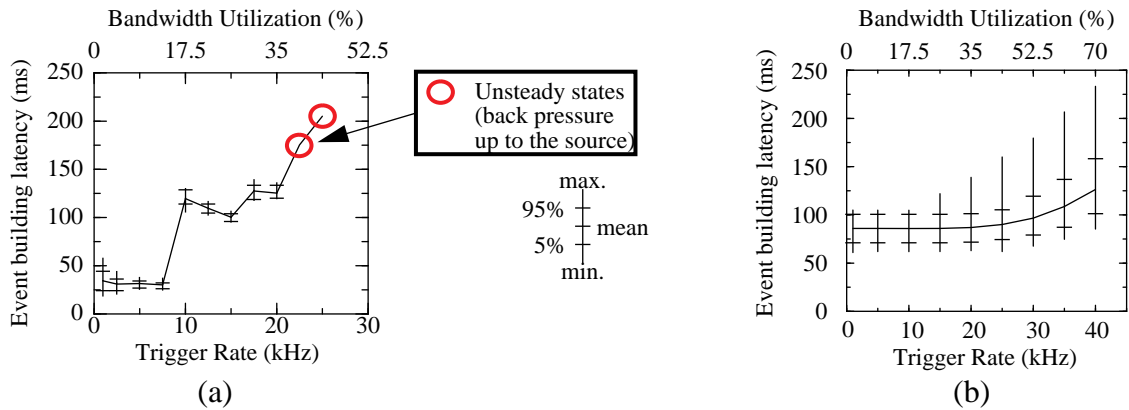 Bandwidth Utilization (%)
0 17.5 35 52.5
250
200
150
100
50
0
Event building latency (ms)
0 10 20 30
Trigger Rate (kHz)
(a)
Unsteady states
(back pressure
up to the source)
max.
95%
mean
5%
min.
Bandwidth Utilization (%)
0 17.5 35 52.5 70
250
200
150
100
50
0
Event building latency (ms)
0 10 20 30 40
Trigger Rate (kHz)
(b)